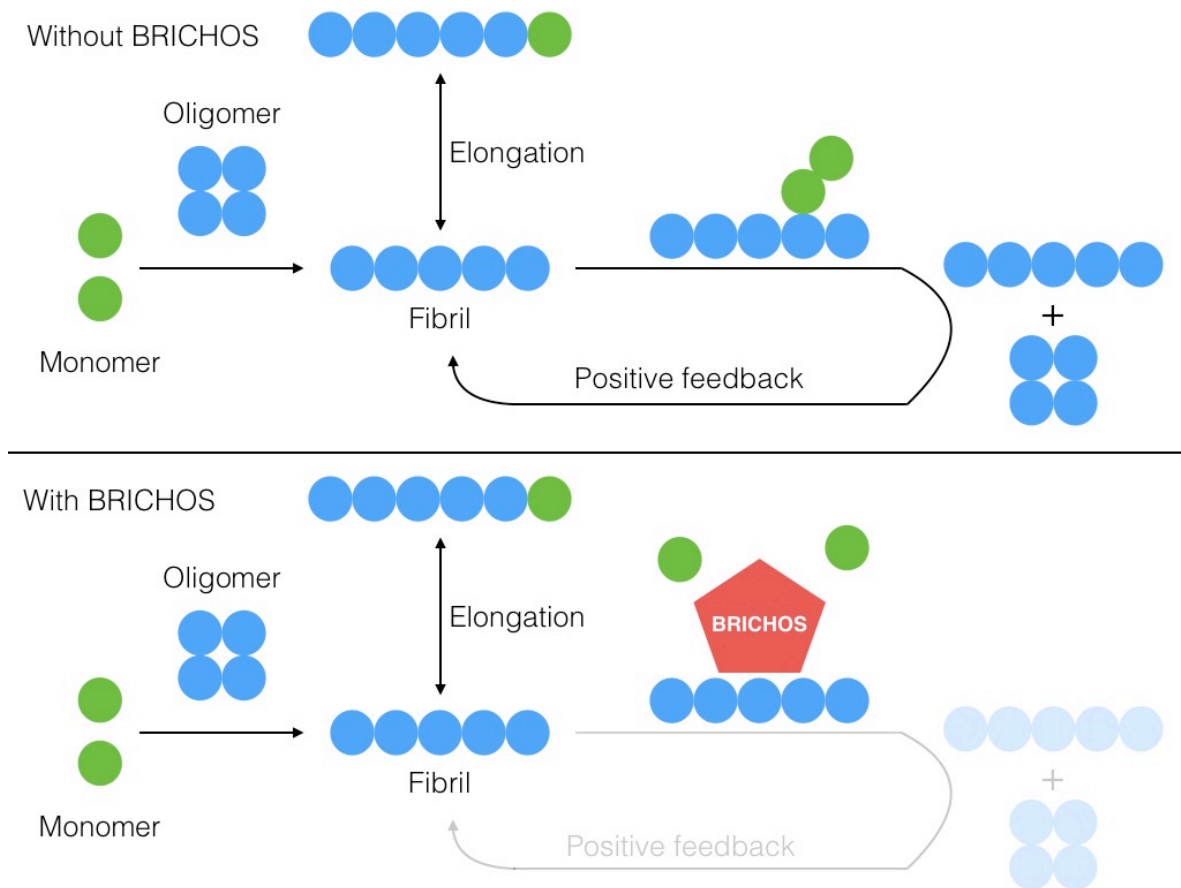 Without BRICHOS
Oligomer
Elongation
Monomer
Fibril
+
Positive feedback
With BRICHOS
Oligomer
Elongation
BRICHOS
Monomer
Fibril
+
Positive feedback